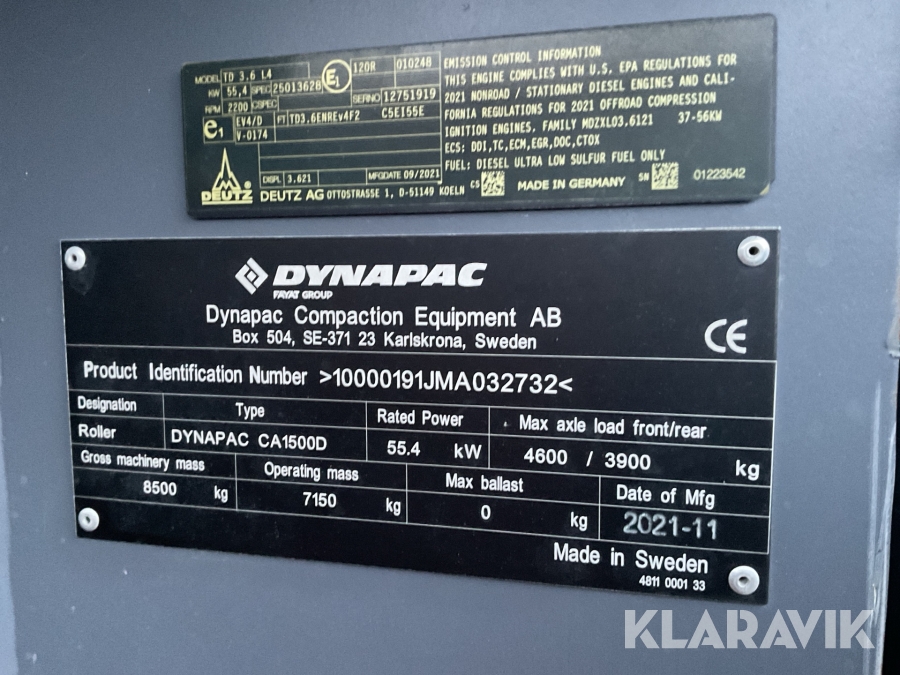 MODEL TD 3.6 L4
KW 55,4 SPEC 25013628
RPM 2200 CSPEC
E1 120R 010248
SERNO 12751919
e1 EV4/D
V-0174
FT TD3.6ENREv4F2 C5EI55E
DISPL 3.621 MFGDATE 09/2021
DEUTZ
DEUTZ AG OTTOSTRASSE 1, D-51149 KOELN
EMISSION CONTROL INFORMATION
THIS ENGINE COMPLIES WITH U.S. EPA REGULATIONS FOR
2021 NONROAD / STATIONARY DIESEL ENGINES AND CALI-
FORNIA REGULATIONS FOR 2021 OFFROAD COMPRESSION
IGNITION ENGINES, FAMILY MDZXL03.6121 37-56KW
ECS: DDI,TC,ECM,EGR,DOC,CTOX
FUEL: DIESEL ULTRA LOW SULFUR FUEL ONLY
CS MADE IN GERMANY SN 01223542
DYNAPAC
FAYAT GROUP
Dynapac Compaction Equipment AB
Box 504, SE-371 23 Karlskrona, Sweden
CE
Product Identification Number >10000191JMA032732<
Designation Type Rated Power Max axle load front/rear
Roller DYNAPAC CA1500D 55.4 kW 4600 / 3900 kg
Gross machinery mass Operating mass Max ballast Date of Mfg
8500 kg 7150 kg 0 kg 2021-11
Made in Sweden
4811 0001 33
KLARAVIK